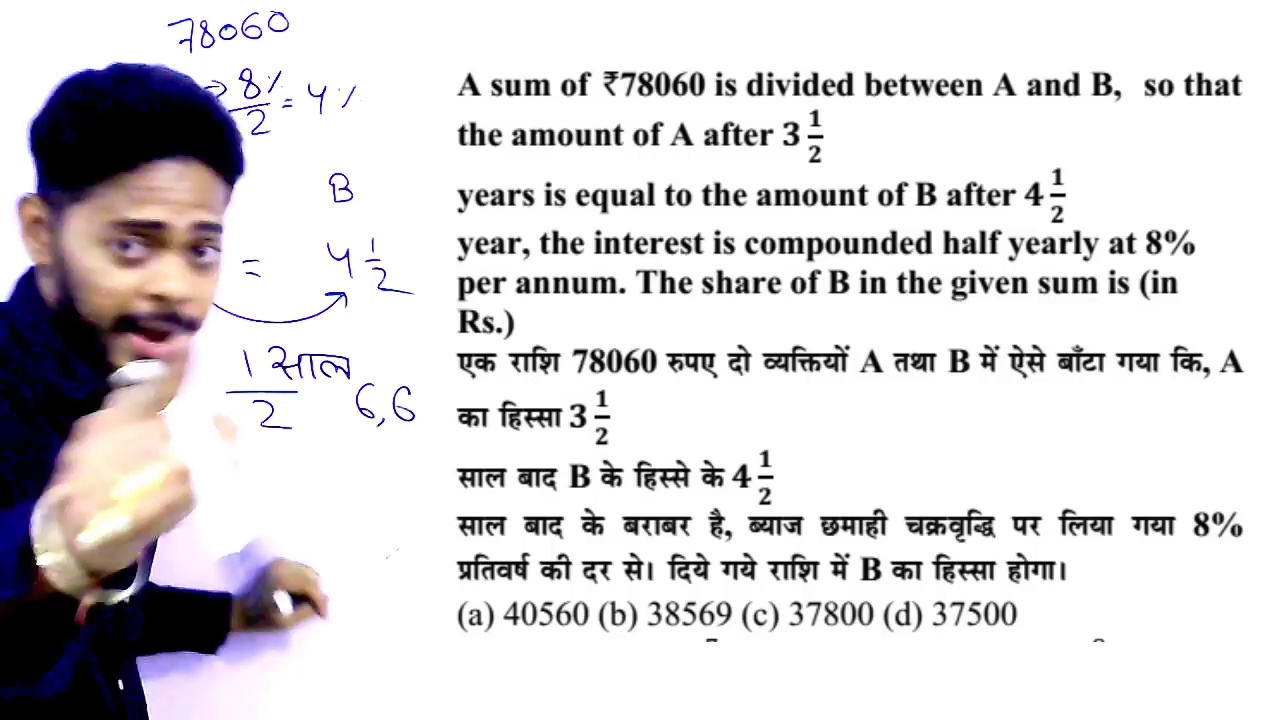 78060
8% = 4%
2
B
= 4 1/2
1 साल
2
6,6
A sum of ₹78060 is divided between A and B, so that
the amount of A after 3 1/2
years is equal to the amount of B after 4 1/2
year, the interest is compounded half yearly at 8%
per annum. The share of B in the given sum is (in
Rs.)
एक राशि 78060 रुपए दो व्यक्तियों A तथा B में ऐसे बाँटा गया कि, A
का हिस्सा 3 1/2
साल बाद B के हिस्से के 4 1/2
साल बाद के बराबर है, ब्याज छमाही चक्रवृद्धि पर लिया गया 8%
प्रतिवर्ष की दर से। दिये गये राशि में B का हिस्सा होगा।
(a) 40560 (b) 38569 (c) 37800 (d) 37500